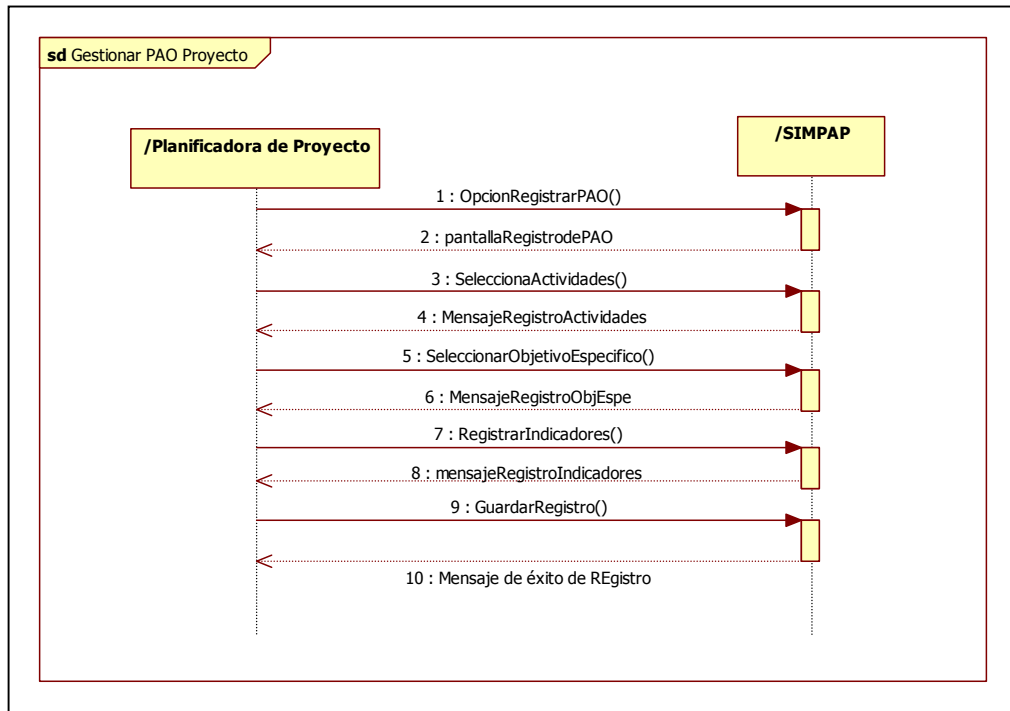 sd Gestionar PAO Proyecto
/Planificadora de Proyecto
/SIMPAP
1 : OpcionRegistrarPAO()
2 : pantallaRegistrodePAO
3 : SeleccionaActividades()
4 : MensajeRegistroActividades
5 : SeleccionarObjetivoEspecifico()
6 : MensajeRegistroObjEspe
7 : RegistrarIndicadores()
8 : mensajeRegistroIndicadores
9 : GuardarRegistro()
10 : Mensaje de éxito de REgistro